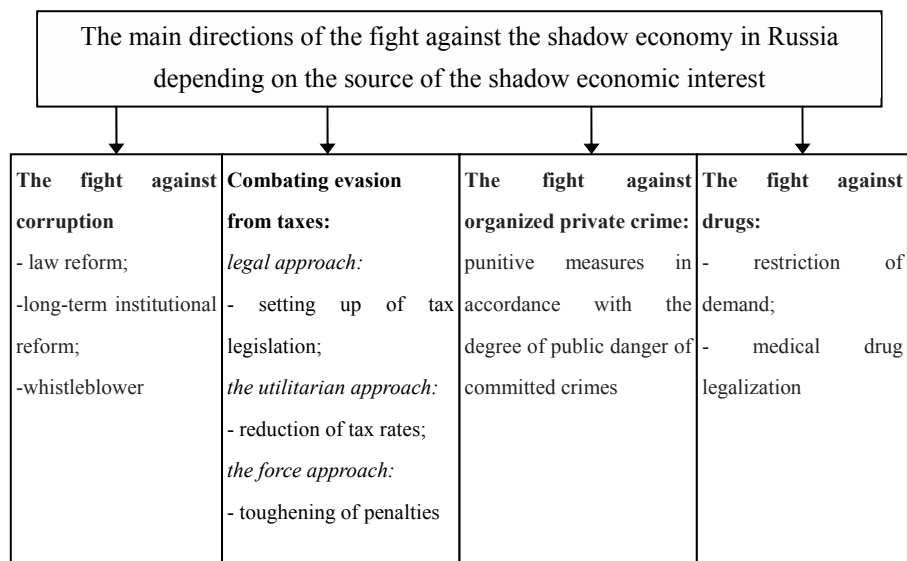 The main directions of the fight against the shadow economy in Russia
depending on the source of the shadow economic interest
The fight against
corruption
- law reform;
-long-term institutional
reform;
-whistleblower
Combating evasion
from taxes:
legal approach:
- setting up of tax
legislation;
the utilitarian approach:
- reduction of tax rates;
the force approach:
- toughening of penalties
The fight against
organized private crime:
punitive measures in
accordance with the
degree of public danger of
committed crimes
The fight against
drugs:
- restriction of
demand;
- medical drug
legalization